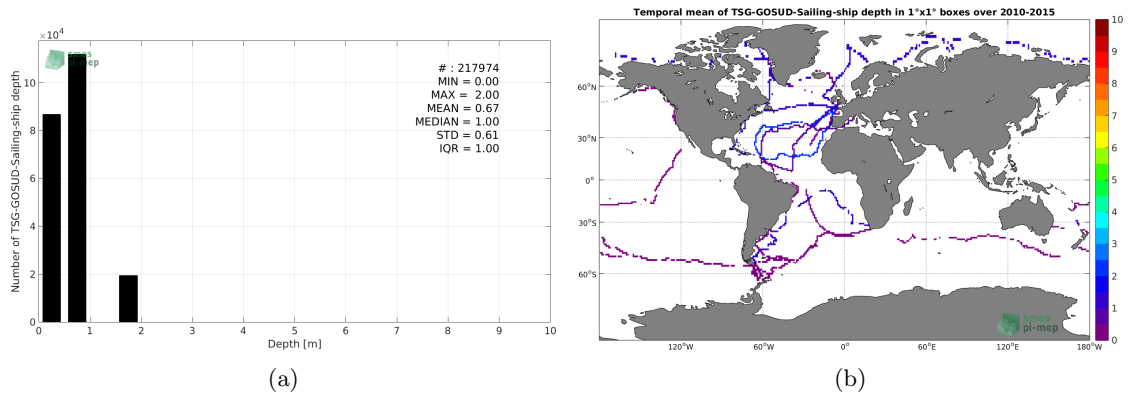 ×10⁴
smos
pi-mep
# : 217974
MIN = 0.00
MAX = 2.00
MEAN = 0.67
MEDIAN = 1.00
STD = 0.61
IQR = 1.00
10
8
6
4
2
0
Number of TSG-GOSUD-Sailing-ship depth
0 1 2 3 4 5 6 7 8 9 10
Depth [m]
(a)
Temporal mean of TSG-GOSUD-Sailing-ship depth in 1°x1° boxes over 2010-2015
60°N
30°N
0°
30°S
60°S
120°W 60°W 0° 60°E 120°E 180°W
smos
pi-mep
10
9
8
7
6
5
4
3
2
1
0
(b)